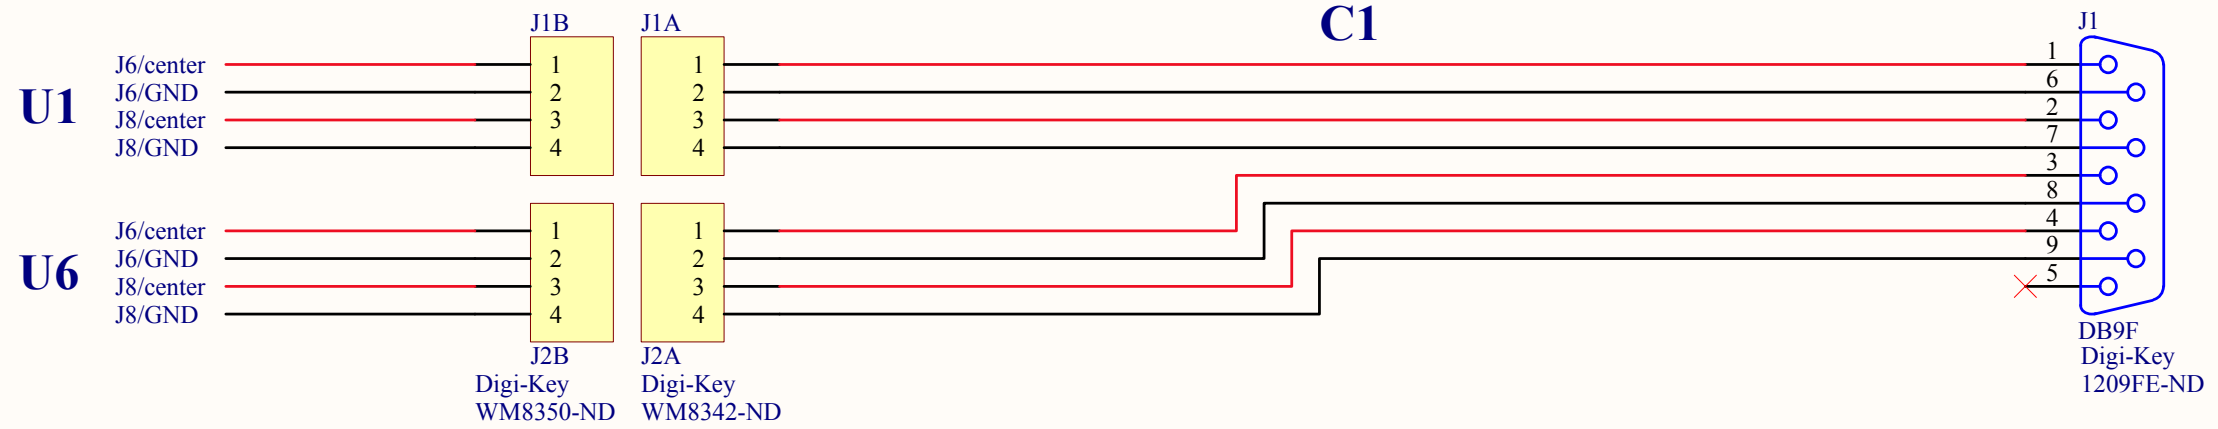 C1
J1B
J1A
J1
U1
J6/center
J6/GND
J8/center
J8/GND
1
2
3
4
1
2
3
4
1
6
2
7
3
8
4
9
5
U6
J6/center
J6/GND
J8/center
J8/GND
1
2
3
4
1
2
3
4
J2B
Digi-Key
WM8350-ND
J2A
Digi-Key
WM8342-ND
DB9F
Digi-Key
1209FE-ND